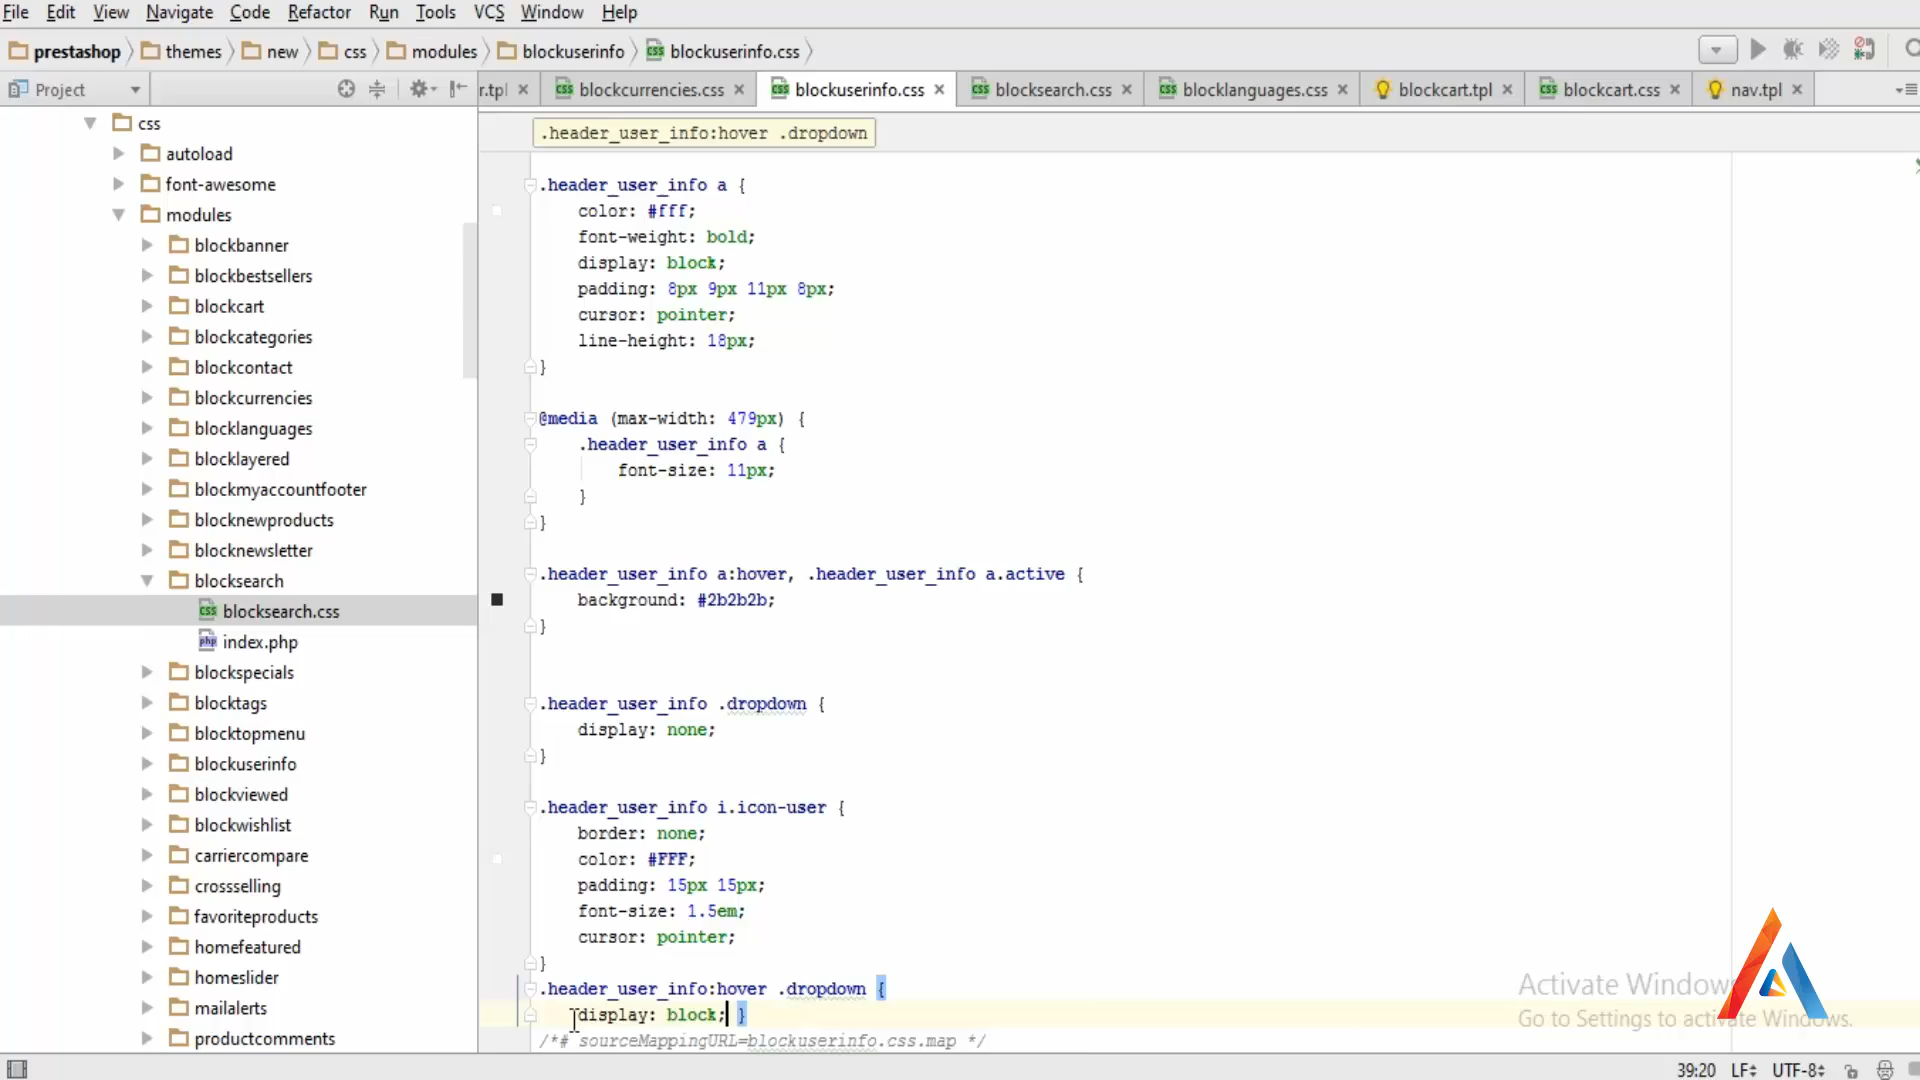 File Edit View Navigate Code Refactor Run Tools VCS Window Help
prestashop themes new css modules blockuserinfo blockuserinfo.css
Project
r.tpl blockcurrencies.css blockuserinfo.css blocksearch.css blocklanguages.css blockcart.tpl blockcart.css nav.tpl
css
autoload
font-awesome
modules
blockbanner
blockbestsellers
blockcart
blockcategories
blockcontact
blockcurrencies
blocklanguages
blocklayered
blockmyaccountfooter
blocknewproducts
blocknewsletter
blocksearch
blocksearch.css
index.php
blockspecials
blocktags
blocktopmenu
blockuserinfo
blockviewed
blockwishlist
carriercompare
crossselling
favoriteproducts
homefeatured
homeslider
mailalerts
productcomments
.header_user_info:hover .dropdown
.header_user_info a {
color: #fff;
font-weight: bold;
display: block;
padding: 8px 9px 11px 8px;
cursor: pointer;
line-height: 18px;
}
@media (max-width: 479px) {
.header_user_info a {
font-size: 11px;
}
}
.header_user_info a:hover, .header_user_info a.active {
background: #2b2b2b;
}
.header_user_info .dropdown {
display: none;
}
.header_user_info i.icon-user {
border: none;
color: #FFF;
padding: 15px 15px;
font-size: 1.5em;
cursor: pointer;
}
.header_user_info:hover .dropdown {
display: block; }
/*# sourceMappingURL=blockuserinfo.css.map */
Activate Window
Go to Settings to activate Windows.
39:20 LF UTF-8